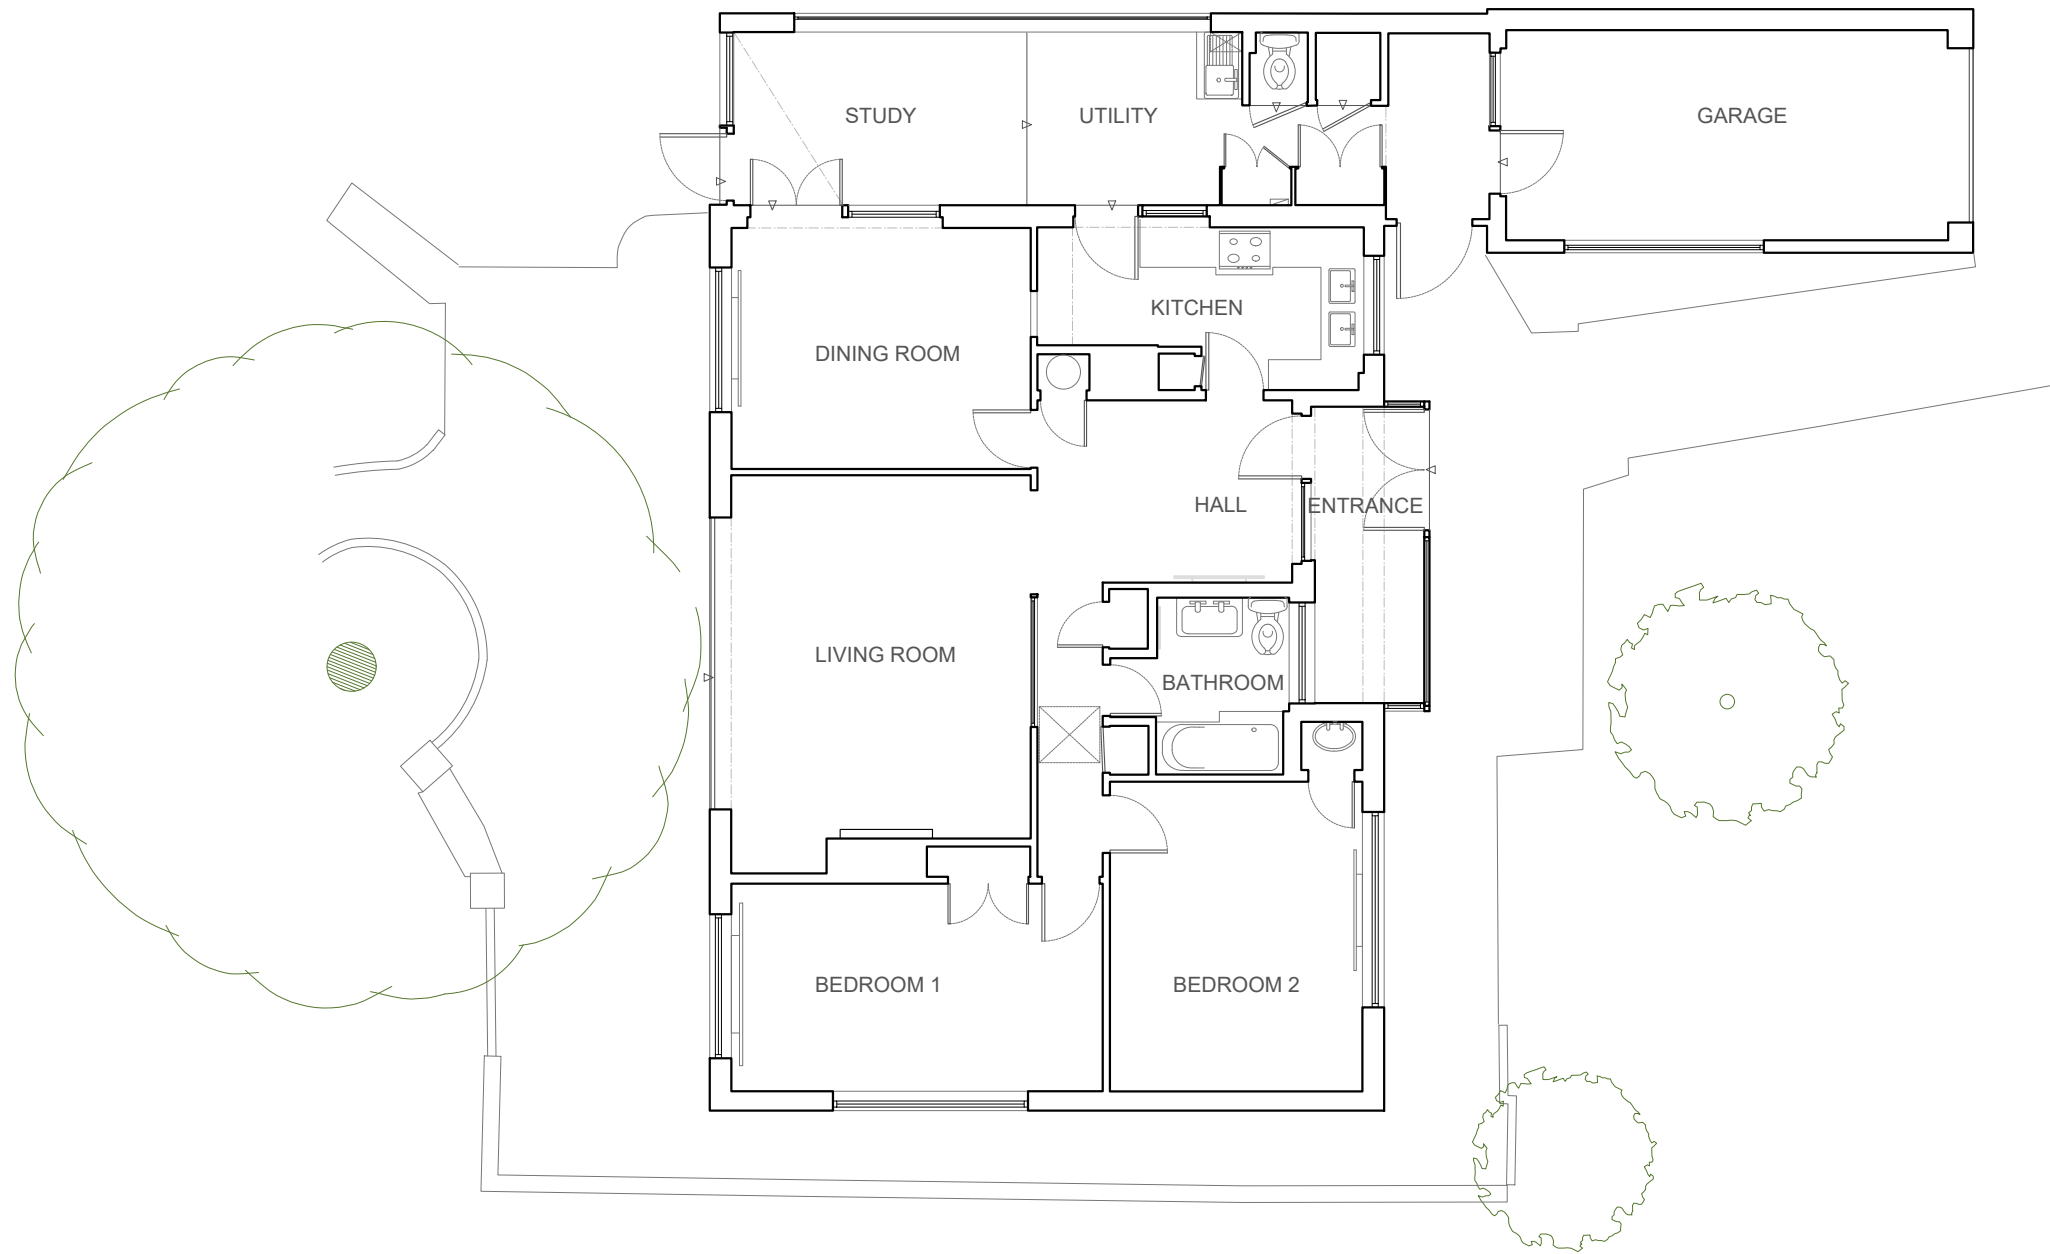 STUDY
UTILITY
GARAGE
KITCHEN
DINING ROOM
HALL
ENTRANCE
LIVING ROOM
BATHROOM
BEDROOM 1
BEDROOM 2